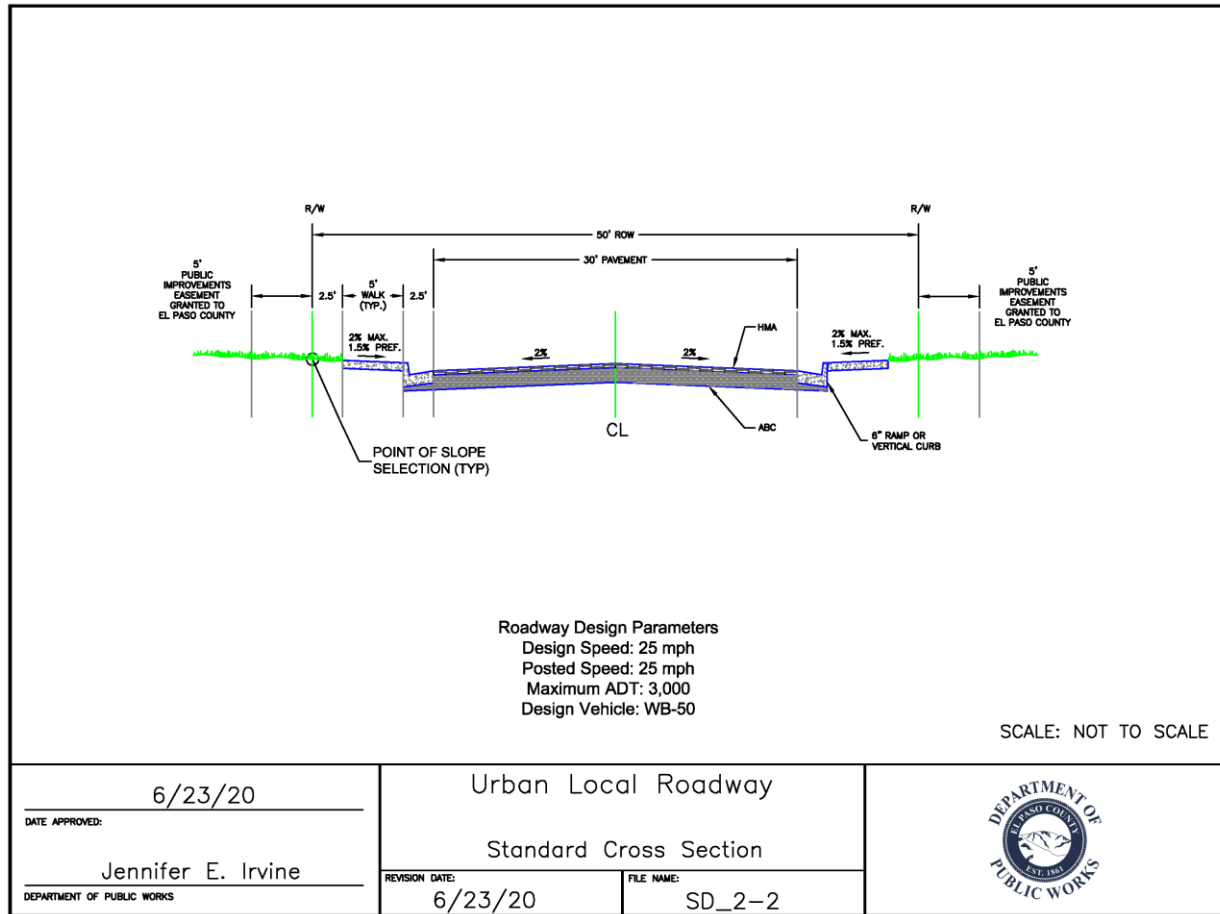 R/W
R/W
50' ROW
30' PAVEMENT
5'
PUBLIC
IMPROVEMENTS
EASEMENT
GRANTED TO
EL PASO COUNTY
2.5'
5'
WALK
(TYP.)
2.5'
5'
PUBLIC
IMPROVEMENTS
EASEMENT
GRANTED TO
EL PASO COUNTY
2% MAX.
1.5% PREF.
2%
2%
HMA
2% MAX.
1.5% PREF.
CL
ABC
6" RAMP OR
VERTICAL CURB
POINT OF SLOPE
SELECTION (TYP)
Roadway Design Parameters
Design Speed: 25 mph
Posted Speed: 25 mph
Maximum ADT: 3,000
Design Vehicle: WB-50
SCALE: NOT TO SCALE
6/23/20
DATE APPROVED:
Jennifer E. Irvine
DEPARTMENT OF PUBLIC WORKS
Urban Local Roadway
Standard Cross Section
REVISION DATE:
6/23/20
FILE NAME:
SD_2-2
DEPARTMENT OF
EL PASO COUNTY
EST. 1861
PUBLIC WORKS